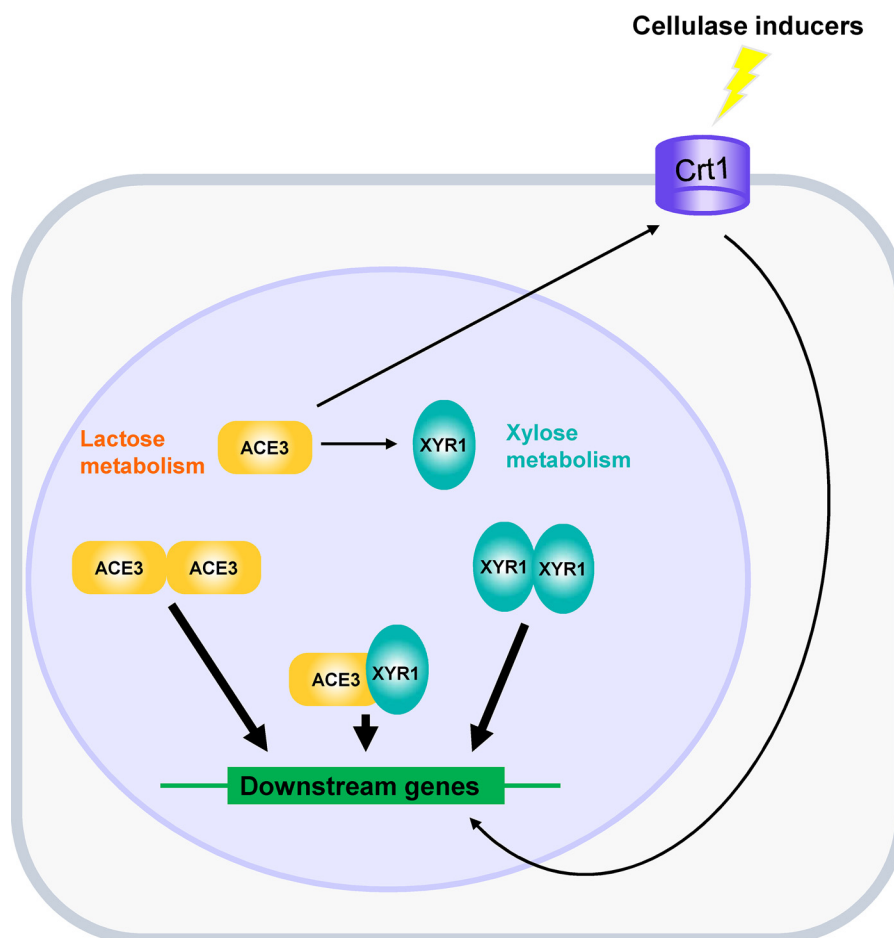 Cellulase inducers
Crt1
Lactose
metabolism
ACE3
XYR1
Xylose
metabolism
ACE3
ACE3
XYR1
XYR1
ACE3
XYR1
Downstream genes